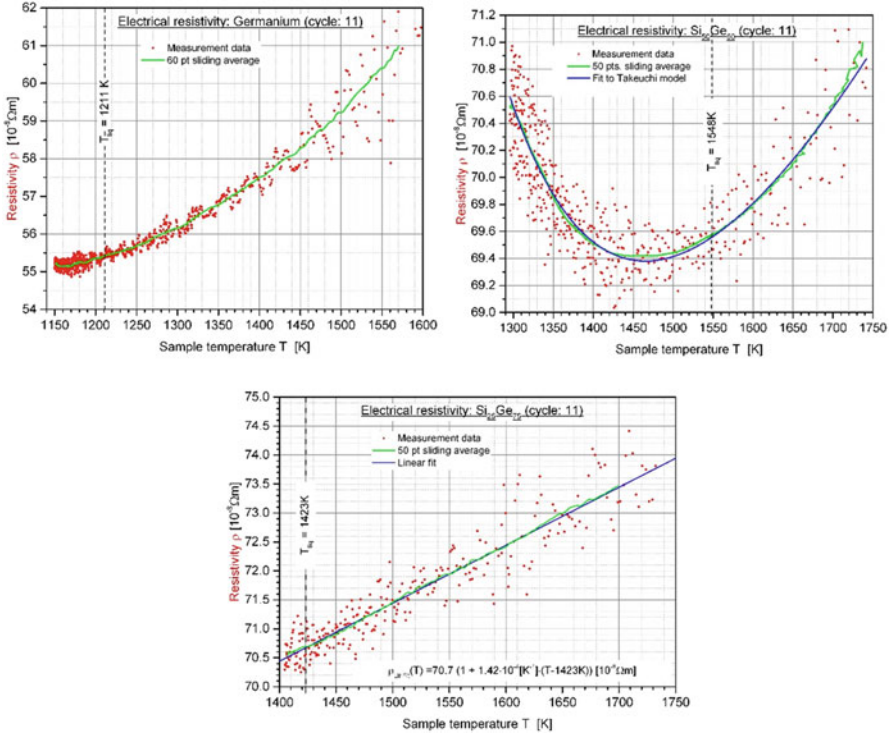 Electrical resistivity: Germanium (cycle: 11)
Measurement data
60 pt sliding average
T_liq = 1211 K
Resistivity ρ [10⁻⁸Ωm]
62
61
60
59
58
57
56
55
54
1150 1200 1250 1300 1350 1400 1450 1500 1550 1600
Sample temperature T [K]
Electrical resistivity: Si₅₀Ge₅₀ (cycle: 11)
Measurement data
50 pts. sliding average
Fit to Takeuchi model
T_liq = 1548K
Resistivity ρ [10⁻⁸Ωm]
71.2
71.0
70.8
70.6
70.4
70.2
70.0
69.8
69.6
69.4
69.2
69.0
1300 1350 1400 1450 1500 1550 1600 1650 1700 1750
Sample temperature T [K]
Electrical resistivity: Si₂₅Ge₇₅ (cycle: 11)
Measurement data
50 pt sliding average
Linear fit
T_liq = 1423K
Resistivity ρ [10⁻⁸Ωm]
75.0
74.5
74.0
73.5
73.0
72.5
72.0
71.5
71.0
70.5
70.0
(T) =70.7 (1 + 1.42·10⁻⁴[K⁻¹]·(T-1423K)) [10⁻⁸Ωm]
1400 1450 1500 1550 1600 1650 1700 1750
Sample temperature T [K]